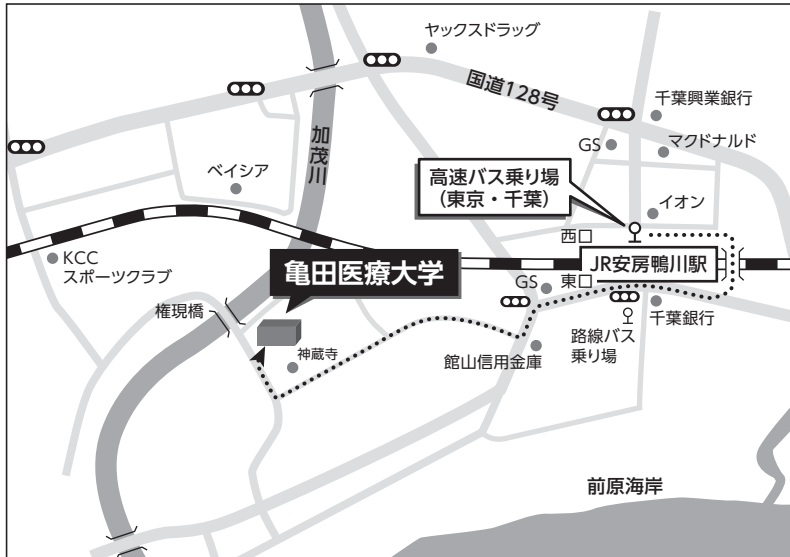 ヤックスドラッグ
国道128号
千葉興業銀行
GS
マクドナルド
加茂川
ベイシア
高速バス乗り場
(東京・千葉)
イオン
西口
KCC
スポーツクラブ
亀田医療大学
JR安房鴨川駅
GS
東口
権現橋
千葉銀行
神蔵寺
館山信用金庫
路線バス
乗り場
前原海岸